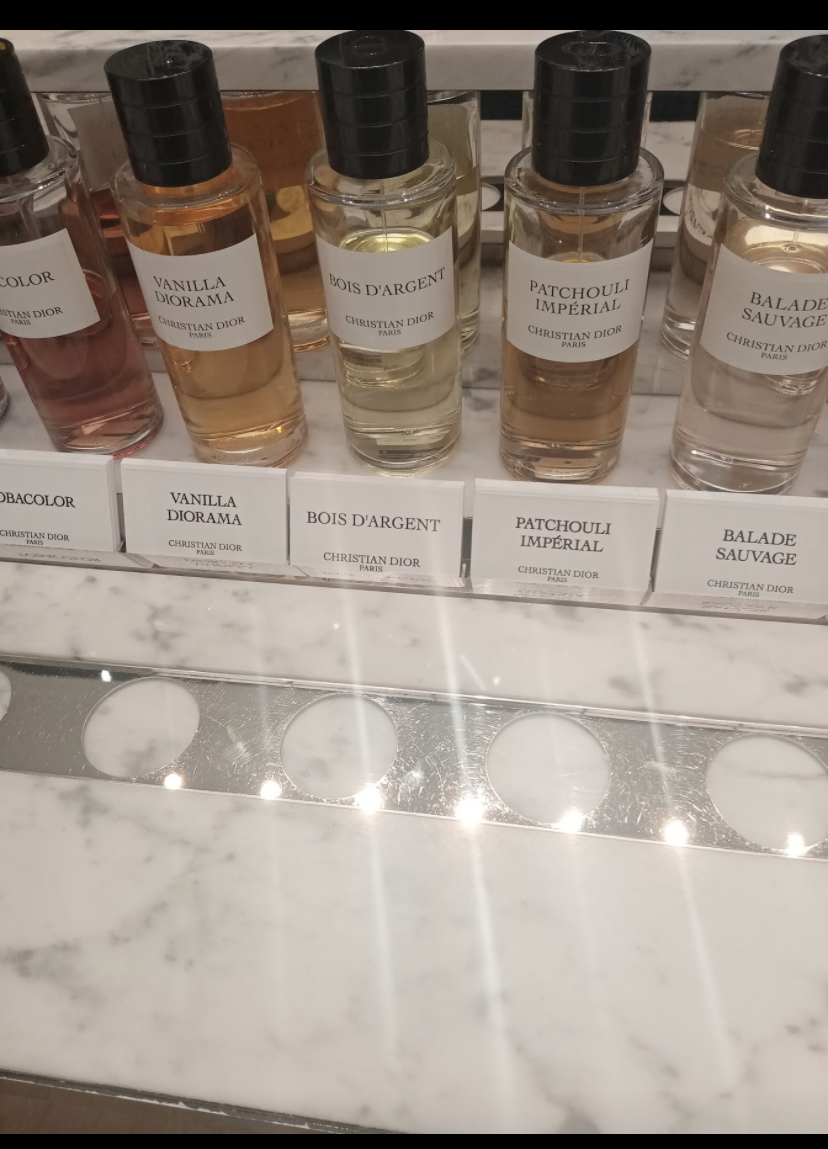 COLOR
CHRISTIAN DIOR
PARIS
VANILLA
DIORAMA
CHRISTIAN DIOR
PARIS
BOIS D'ARGENT
CHRISTIAN DIOR
PARIS
PATCHOULI
IMPÉRIAL
CHRISTIAN DIOR
PARIS
BALADE
SAUVAGE
CHRISTIAN DIOR
PARIS
OBACOLOR
CHRISTIAN DIOR
PARIS
VANILLA
DIORAMA
CHRISTIAN DIOR
PARIS
BOIS D'ARGENT
CHRISTIAN DIOR
PARIS
PATCHOULI
IMPÉRIAL
CHRISTIAN DIOR
PARIS
BALADE
SAUVAGE
CHRISTIAN DIOR
PARIS